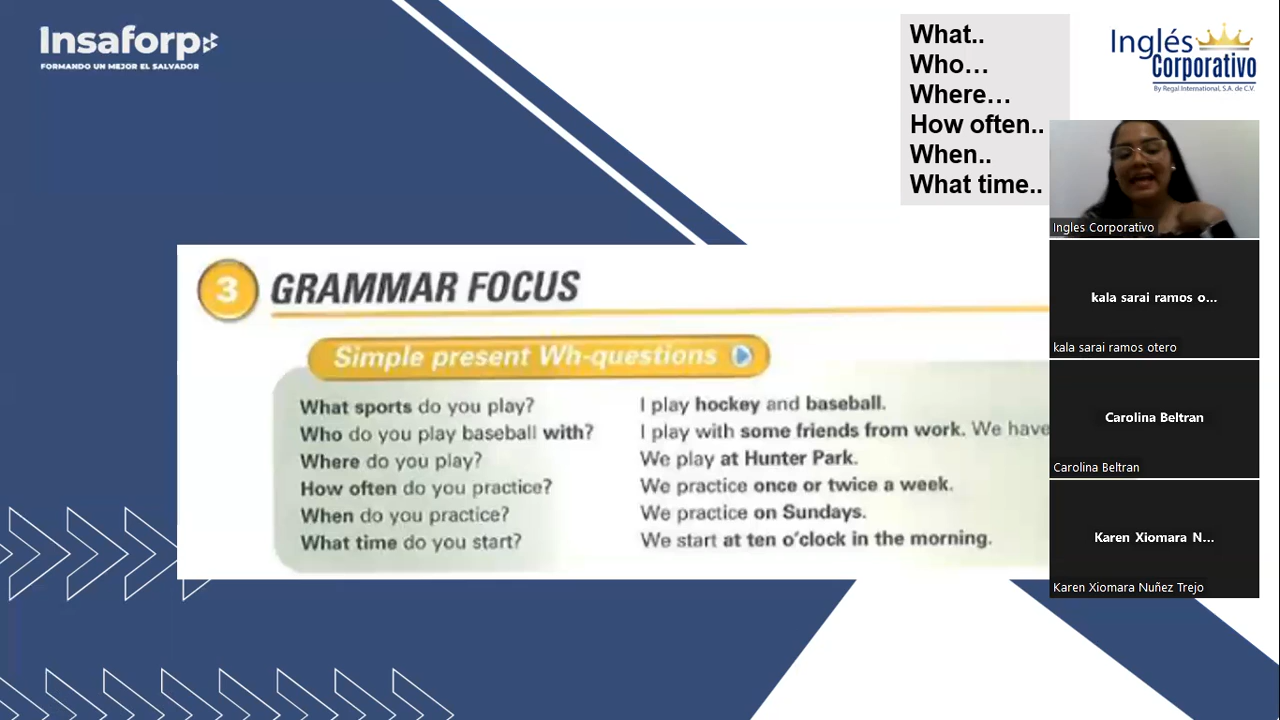 Insaforp
FORMANDO UN MEJOR EL SALVADOR
What..
Who…
Where…
How often..
When..
What time..
Inglés
Corporativo
By Regal International, S.A. de C.V.
3 GRAMMAR FOCUS
Simple present Wh-questions
What sports do you play? I play hockey and baseball.
Who do you play baseball with? I play with some friends from work. We have
Where do you play? We play at Hunter Park.
How often do you practice? We practice once or twice a week.
When do you practice? We practice on Sundays.
What time do you start? We start at ten o'clock in the morning.
Ingles Corporativo
kala sarai ramos o...
kala sarai ramos otero
Carolina Beltran
Carolina Beltran
Karen Xiomara N...
Karen Xiomara Nuñez Trejo